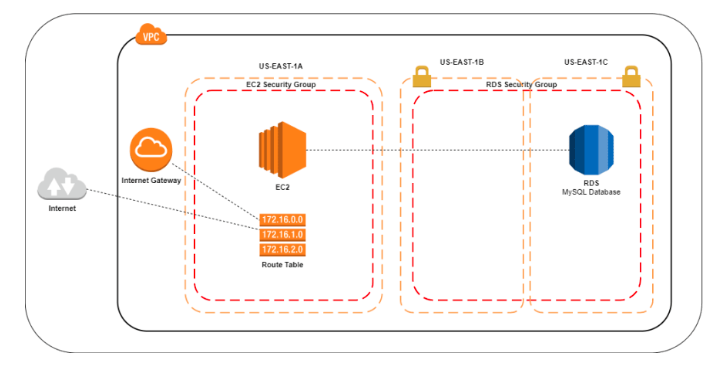 VPC
US-EAST-1A
US-EAST-1B
US-EAST-1C
EC2 Security Group
RDS Security Group
Internet Gateway
EC2
RDS
MySQL Database
Internet
172.16.0.0
172.16.1.0
172.16.2.0
Route Table